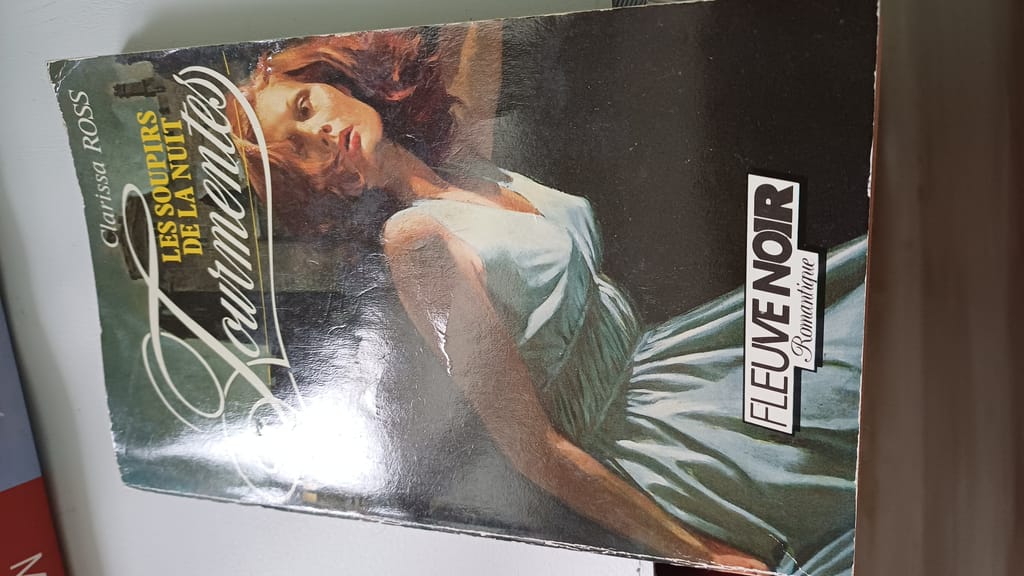 Clarissa ROSS
LES SOUPIRS
DE LA NUIT
Tourmentes
FLEUVE NOIR
Romantique